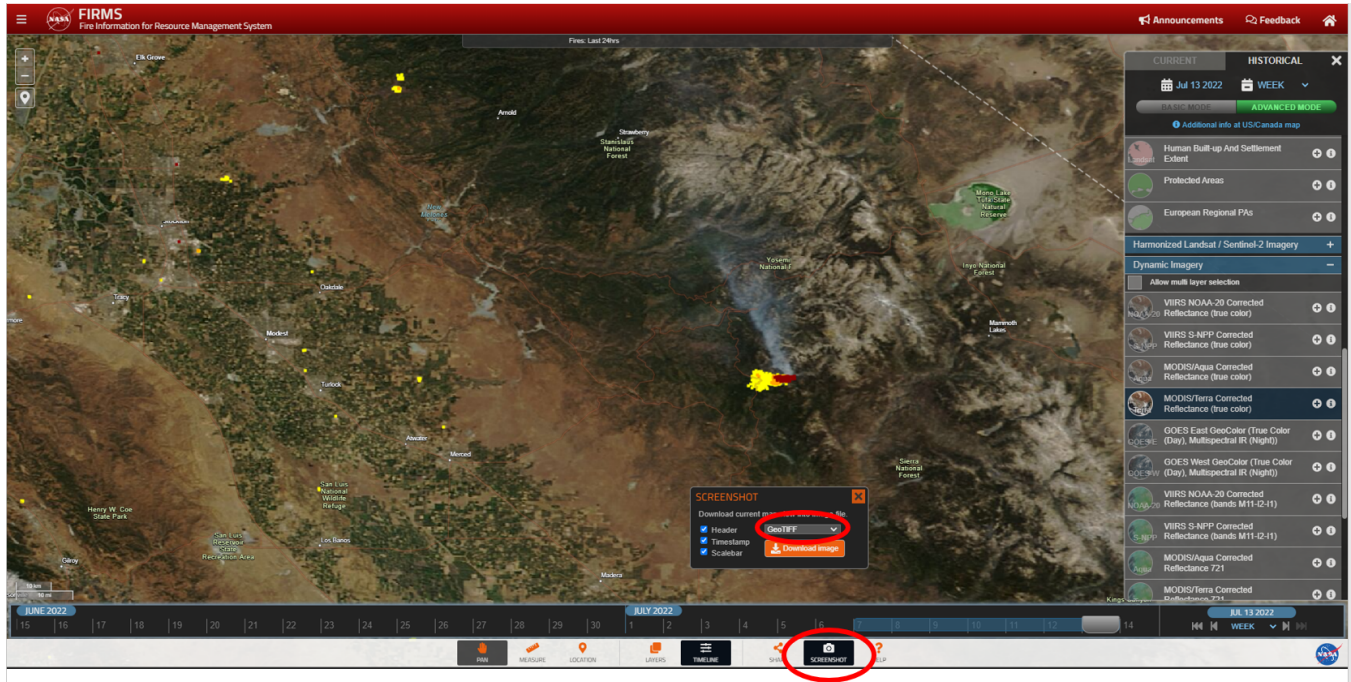 FIRMS
Fire Information for Resource Management System
Announcements
Feedback
Fires: Last 24hrs
CURRENT
HISTORICAL
Jul 13 2022
WEEK
BASIC MODE
ADVANCED MODE
Additional info at US/Canada map
Human Built-up And Settlement
Extent
Protected Areas
European Regional PAs
Harmonized Landsat / Sentinel-2 Imagery
Dynamic Imagery
Allow multi layer selection
VIIRS NOAA-20 Corrected
Reflectance (true color)
VIIRS S-NPP Corrected
Reflectance (true color)
MODIS/Aqua Corrected
Reflectance (true color)
MODIS/Terra Corrected
Reflectance (true color)
GOES East GeoColor (True Color
(Day), Multispectral IR (Night))
GOES West GeoColor (True Color
(Day), Multispectral IR (Night))
VIIRS NOAA-20 Corrected
Reflectance (bands M11-I2-I1)
VIIRS S-NPP Corrected
Reflectance (bands M11-I2-I1)
MODIS/Aqua Corrected
Reflectance 721
MODIS/Terra Corrected
Reflectance 721
Elk Grove
Arnold
Strawberry
Stanislaus
National
Forest
Mono Lake
Tufa State
Natural
Reserve
Inyo National
Forest
Mammoth
Lakes
Oakdale
Tracy
Modest
Turlock
Atwater
Merced
San Luis
National
Wildlife
Refuge
Henry W. Coe
State Park
San Luis
Reservoir
State
Recreation Area
Los Banos
Gilroy
Madera
Sierra
National
Forest
SCREENSHOT
Download current
Header
GeoTIFF
Timestamp
Scalebar
Download image
10 km
10 mi
JUNE 2022
JULY 2022
JUL 13 2022
15 16 17 18 19 20 21 22 23 24 25 26 27 28 29 30 1 2 3 4 5 6 7 8 9 10 11 12 14
WEEK
PAN
MEASURE
LOCATION
LAYERS
TIMELINE
SCREENSHOT
NASA